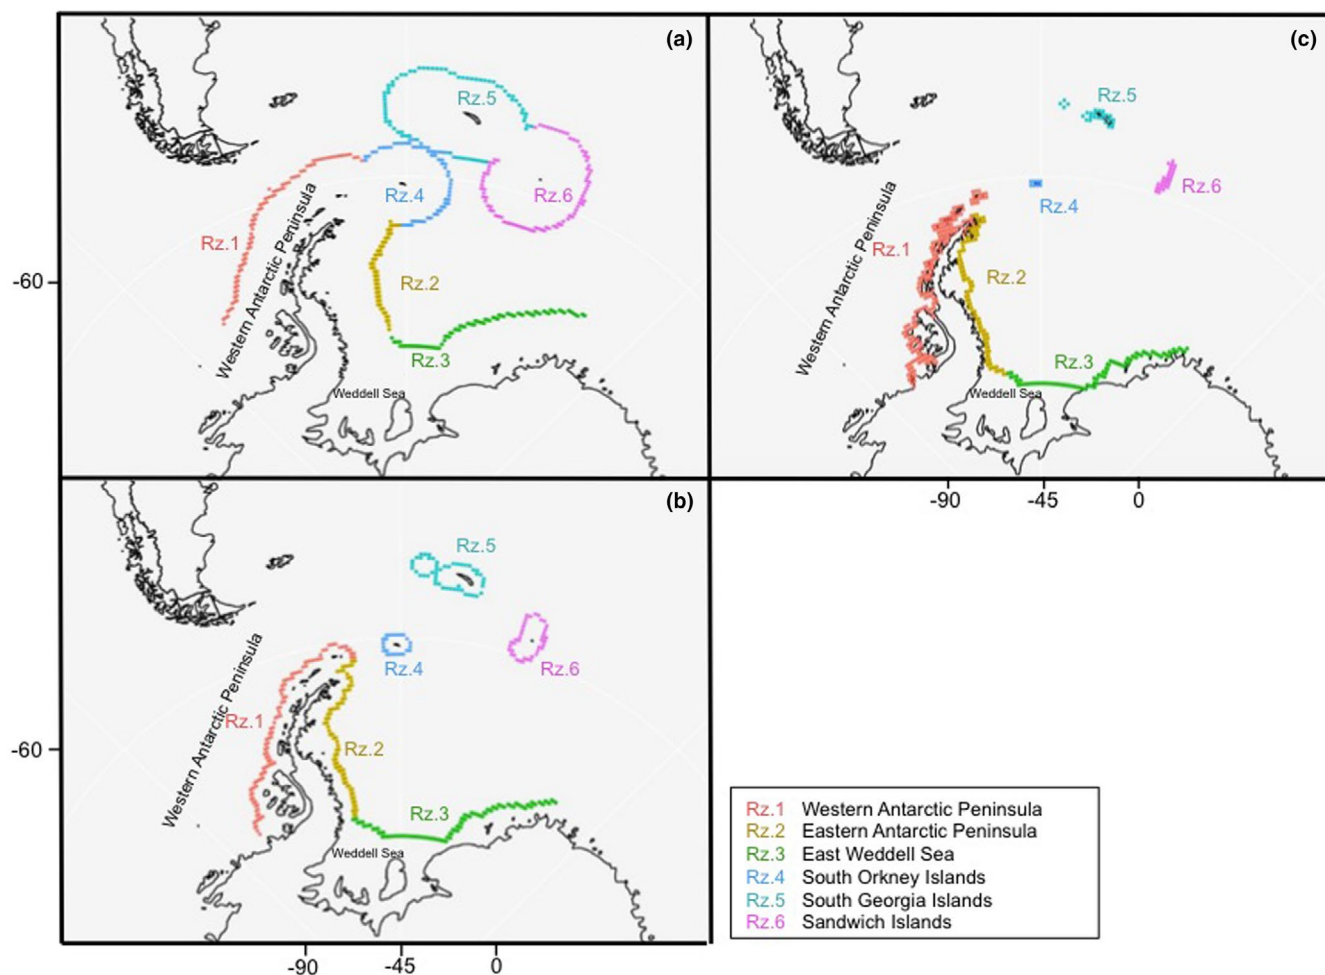 (a)
Rz.5
Rz.4
Rz.6
Rz.1
Western Antarctic Peninsula
Rz.2
-60
Rz.3
Weddell Sea
(c)
Rz.5
Rz.6
Rz.4
Rz.1
Western Antarctic Peninsula
Rz.2
Rz.3
Weddell Sea
-90 -45 0
(b)
Rz.5
Rz.4
Rz.6
Western Antarctic Peninsula
Rz.1
Rz.2
-60
Rz.3
Weddell Sea
-90 -45 0
Rz.1 Western Antarctic Peninsula
Rz.2 Eastern Antarctic Peninsula
Rz.3 East Weddell Sea
Rz.4 South Orkney Islands
Rz.5 South Georgia Islands
Rz.6 Sandwich Islands